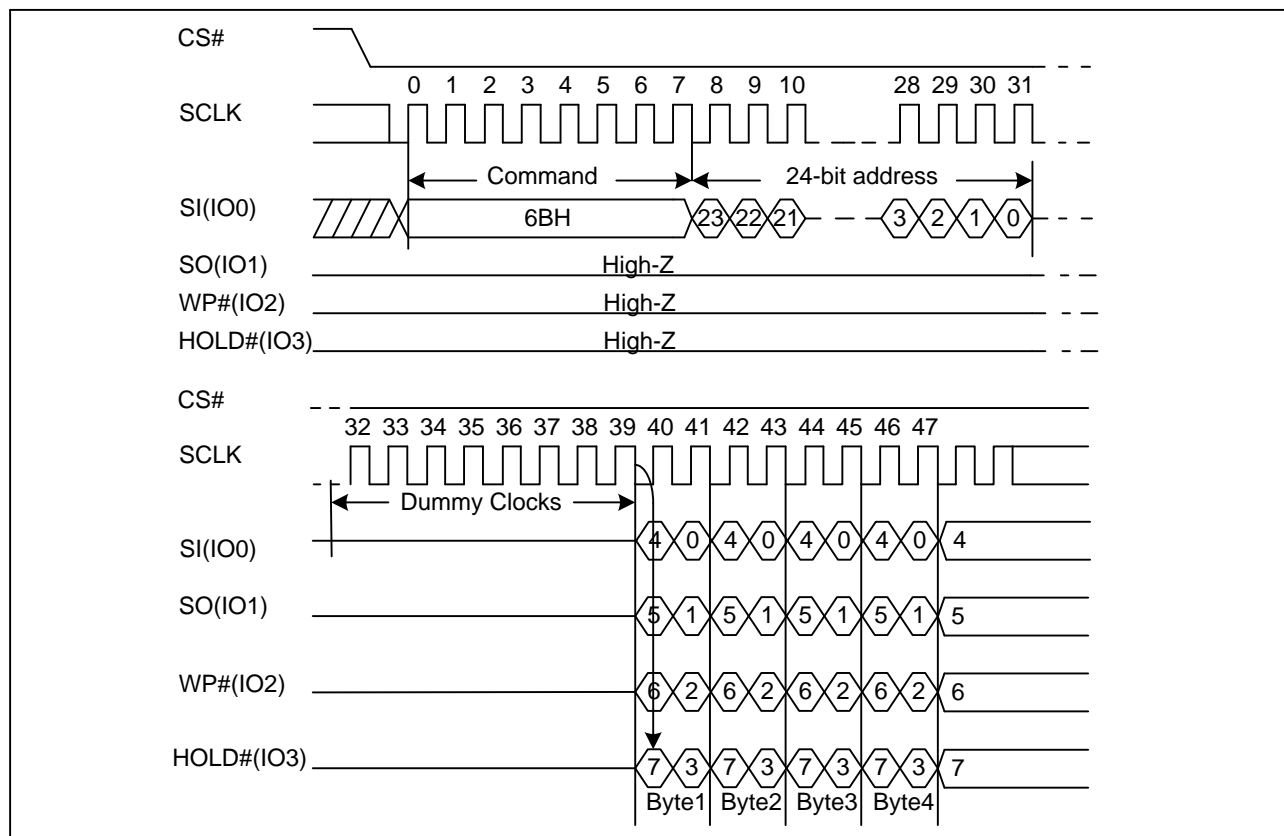 CS#
0 1 2 3 4 5 6 7 8 9 10 28 29 30 31
SCLK
Command 24-bit address
SI(IO0) 6BH 23 22 21 3 2 1 0
SO(IO1) High-Z
WP#(IO2) High-Z
HOLD#(IO3) High-Z
CS#
32 33 34 35 36 37 38 39 40 41 42 43 44 45 46 47
SCLK
Dummy Clocks
SI(IO0) 4 0 4 0 4 0 4 0 4
SO(IO1) 5 1 5 1 5 1 5 1 5
WP#(IO2) 6 2 6 2 6 2 6 2 6
HOLD#(IO3) 7 3 7 3 7 3 7 3 7
Byte1 Byte2 Byte3 Byte4